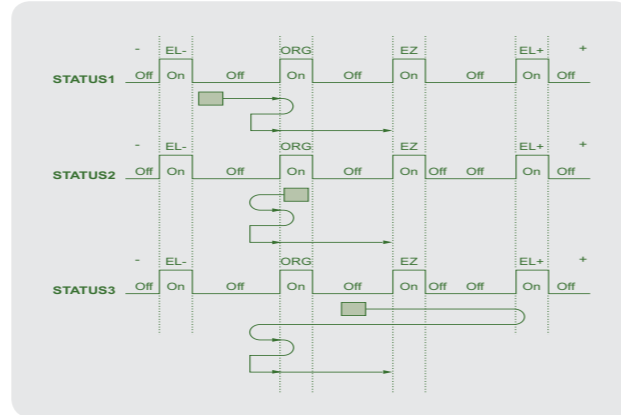 - EL- ORG EZ EL+ +
STATUS1 Off On Off On Off On Off On Off
- EL- ORG EZ EL+ +
STATUS2 Off On Off On Off On Off Off On Off
- EL- ORG EZ EL+ +
STATUS3 Off On Off On Off On Off Off On Off